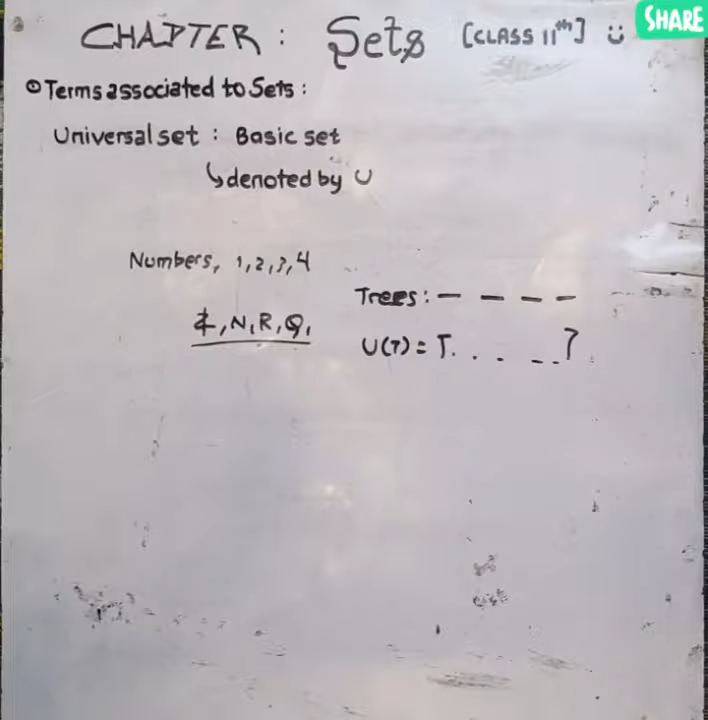 CHAPTER : Sets [CLASS 11th] ü
SHARE
⊙ Terms associated to Sets :
Universal set : Basic set
↳ denoted by U
Numbers, 1,2,3,4
Trees : — — — —
Z, N, R, Q,
U(T) = T. . . _ . . 7